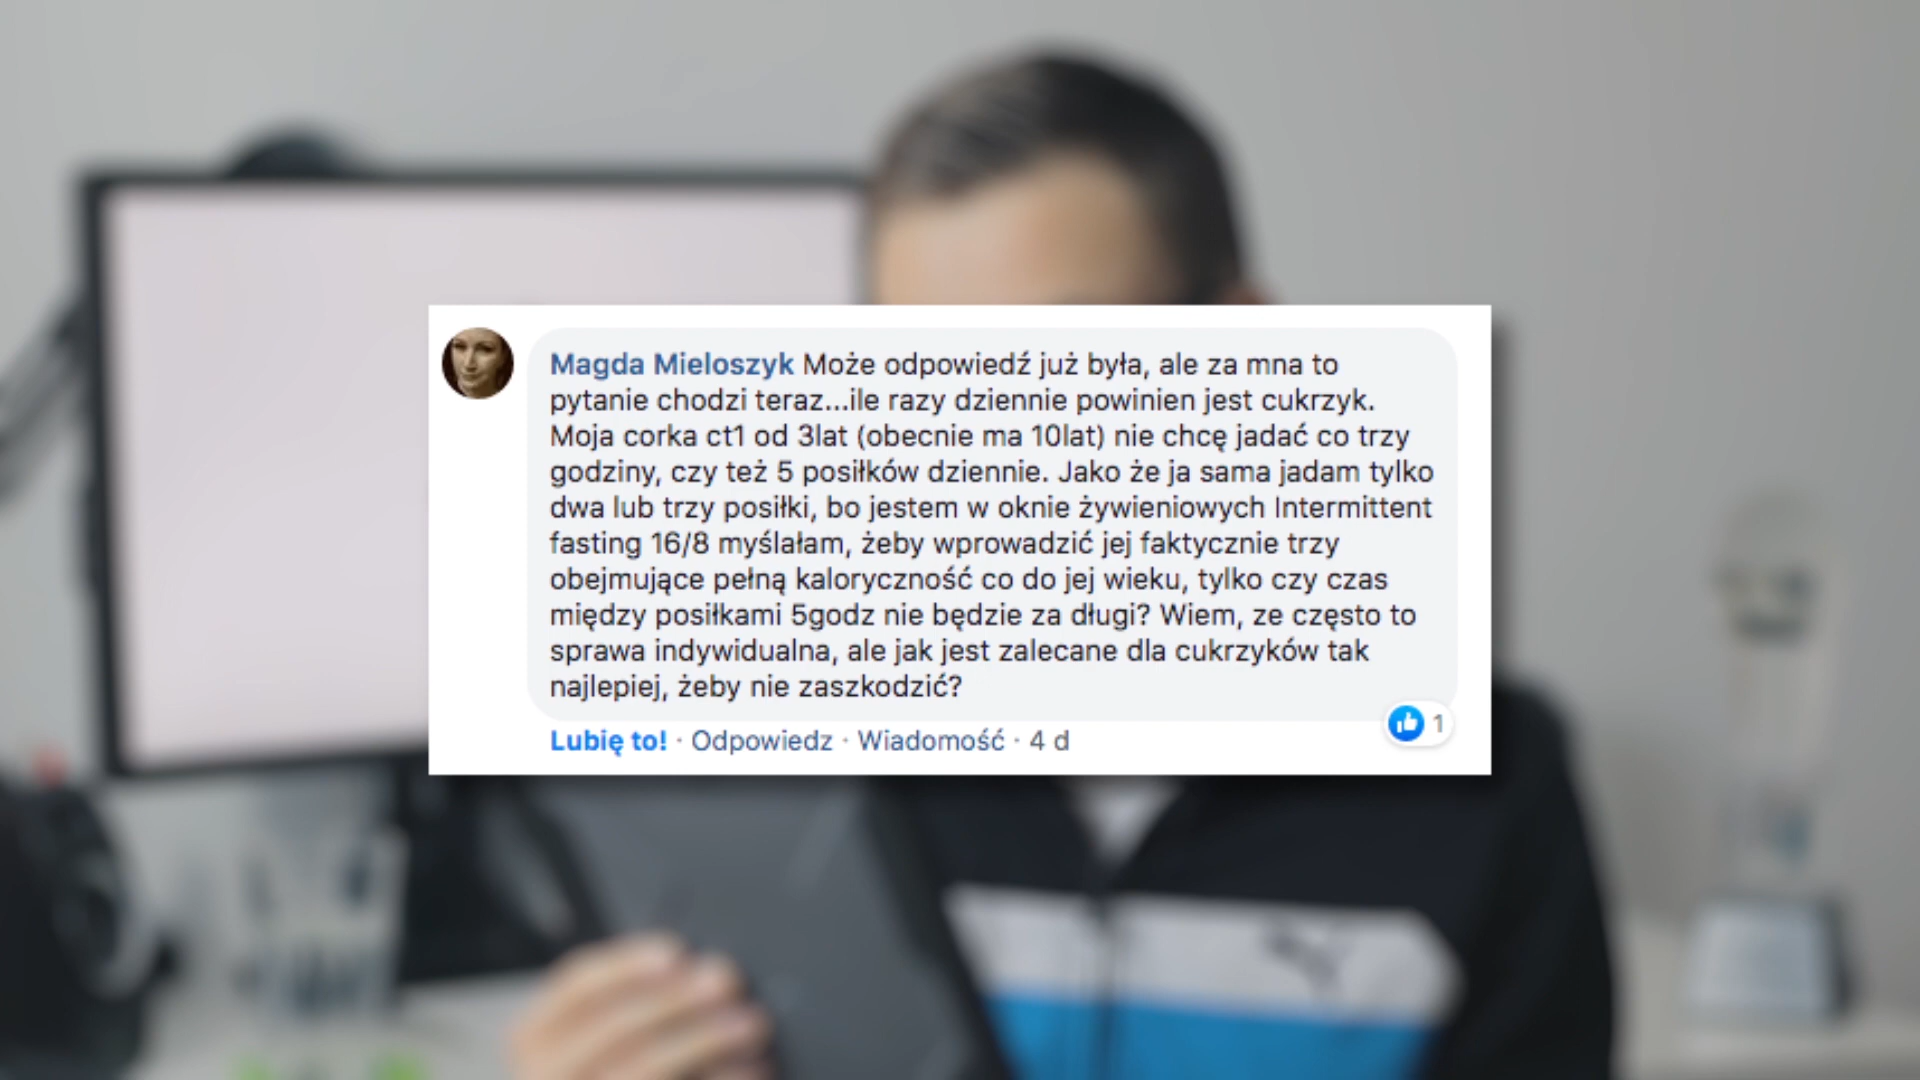 Magda Mieloszyk Może odpowiedź już była, ale za mna to
pytanie chodzi teraz...ile razy dziennie powinien jest cukrzyk.
Moja corka ct1 od 3lat (obecnie ma 10lat) nie chcę jadać co trzy
godziny, czy też 5 posiłków dziennie. Jako że ja sama jadam tylko
dwa lub trzy posiłki, bo jestem w oknie żywieniowych Intermittent
fasting 16/8 myślałam, żeby wprowadzić jej faktycznie trzy
obejmujące pełną kaloryczność co do jej wieku, tylko czy czas
między posiłkami 5godz nie będzie za długi? Wiem, ze często to
sprawa indywidualna, ale jak jest zalecane dla cukrzyków tak
najlepiej, żeby nie zaszkodzić?
1
Lubię to! · Odpowiedz · Wiadomość · 4 d